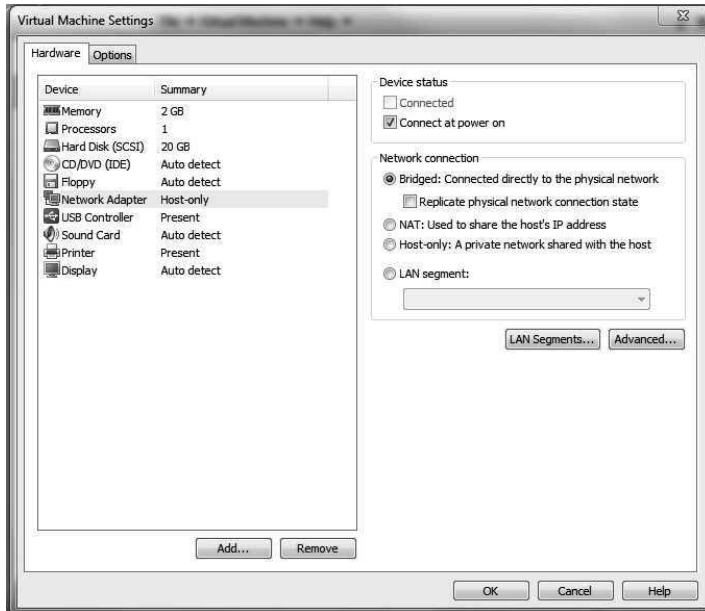 Virtual Machine Settings
Hardware Options
Device Summary
Memory 2 GB
Processors 1
Hard Disk (SCSI) 20 GB
CD/DVD (IDE) Auto detect
Floppy Auto detect
Network Adapter Host-only
USB Controller Present
Sound Card Auto detect
Printer Present
Display Auto detect
Add... Remove
Device status
Connected
Connect at power on
Network connection
Bridged: Connected directly to the physical network
Replicate physical network connection state
NAT: Used to share the host's IP address
Host-only: A private network shared with the host
LAN segment:
LAN Segments... Advanced...
OK Cancel Help